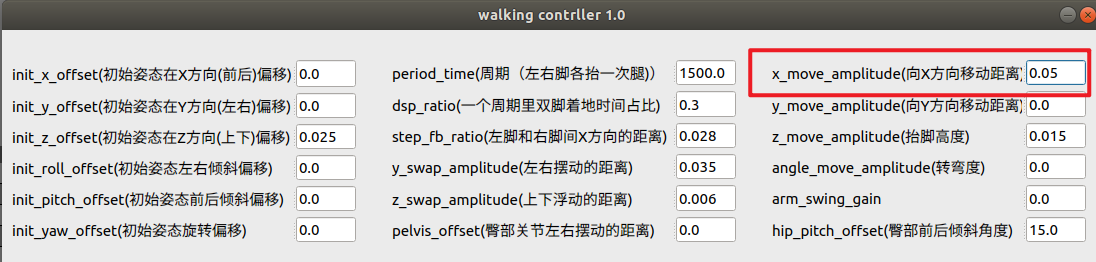 walking contrller 1.0
init_x_offset(初始姿态在X方向(前后)偏移) 0.0 period_time(周期（左右脚各抬一次腿)） 1500.0 x_move_amplitude(向X方向移动距离) 0.05
init_y_offset(初始姿态在Y方向(左右)偏移) 0.0 dsp_ratio(一个周期里双脚着地时间占比) 0.3 y_move_amplitude(向Y方向移动距离) 0.0
init_z_offset(初始姿态在Z方向(上下)偏移) 0.025 step_fb_ratio(左脚和右脚间X方向的距离) 0.028 z_move_amplitude(抬脚高度) 0.015
init_roll_offset(初始姿态左右倾斜偏移) 0.0 y_swap_amplitude(左右摆动的距离) 0.035 angle_move_amplitude(转弯度) 0.0
init_pitch_offset(初始姿态前后倾斜偏移) 0.0 z_swap_amplitude(上下浮动的距离) 0.006 arm_swing_gain 0.0
init_yaw_offset(初始姿态旋转偏移) 0.0 pelvis_offset(臀部关节左右摆动的距离) 0.0 hip_pitch_offset(臀部前后倾斜角度) 15.0